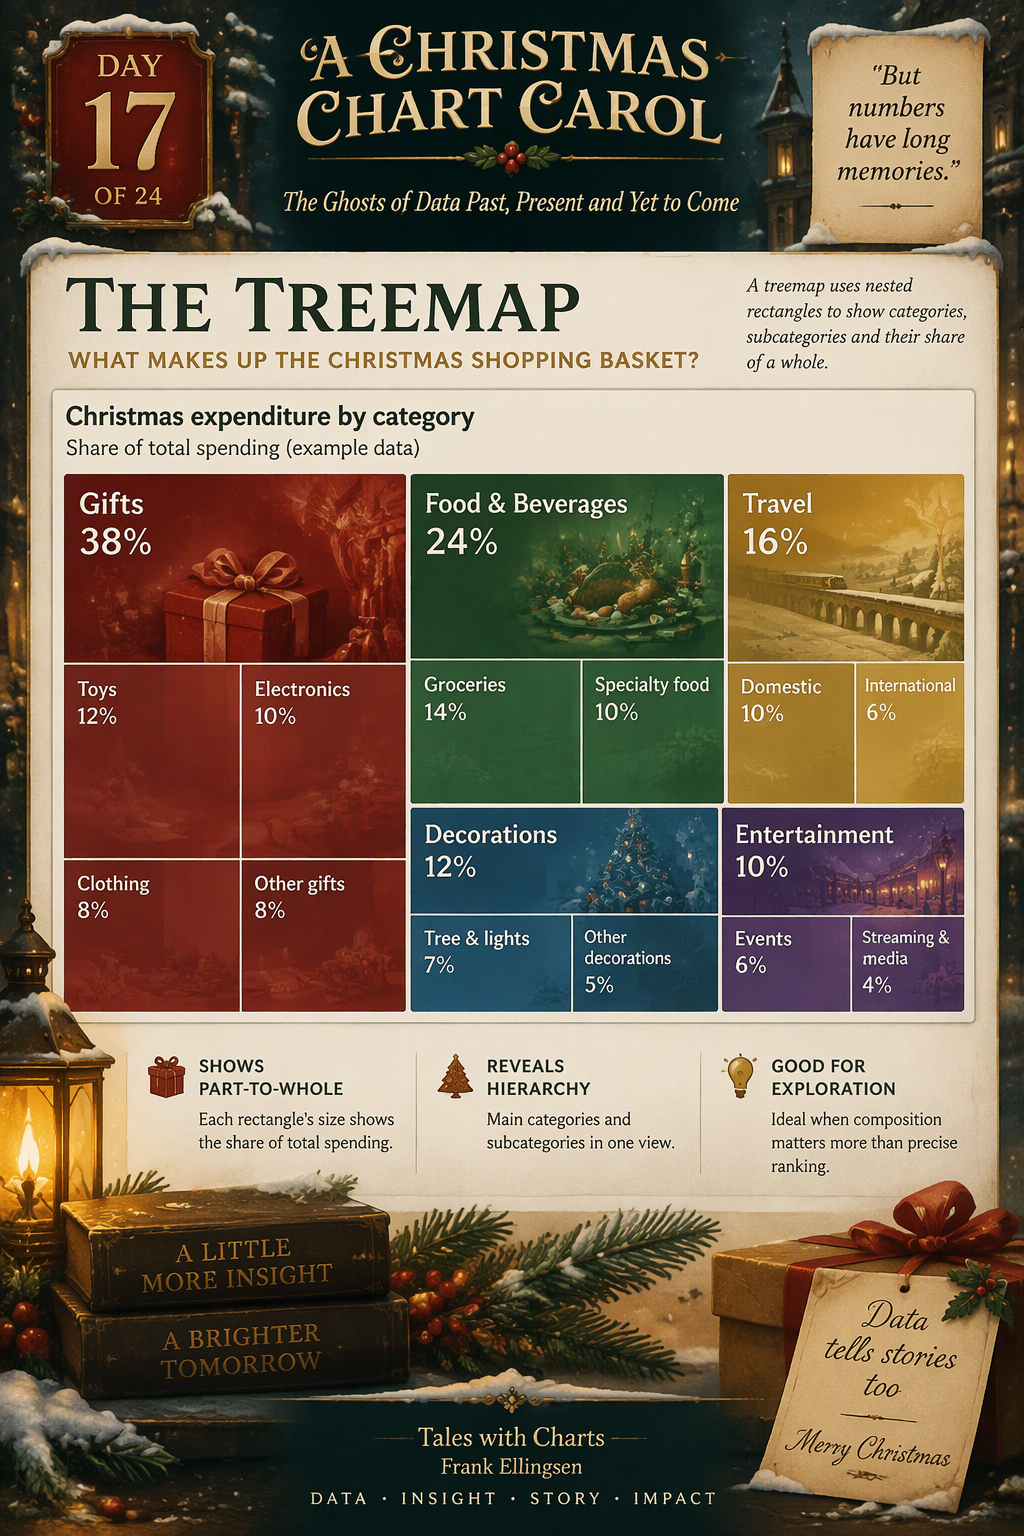 DAY
17
OF 24
A CHRISTMAS
CHART CAROL
The Ghosts of Data Past, Present and Yet to Come
“But
numbers
have long
memories.”
THE TREEMAP
WHAT MAKES UP THE CHRISTMAS SHOPPING BASKET?
A treemap uses nested
rectangles to show categories,
subcategories and their share
of a whole.
Christmas expenditure by category
Share of total spending (example data)
Gifts
38%
Toys
12%
Electronics
10%
Clothing
8%
Other gifts
8%
Food & Beverages
24%
Groceries
14%
Specialty food
10%
Travel
16%
Domestic
10%
International
6%
Decorations
12%
Tree & lights
7%
Other
decorations
5%
Entertainment
10%
Events
6%
Streaming &
media
4%
SHOWS
PART-TO-WHOLE
Each rectangle's size shows
the share of total spending.
REVEALS
HIERARCHY
Main categories and
subcategories in one view.
GOOD FOR
EXPLORATION
Ideal when composition
matters more than precise
ranking.
A LITTLE
MORE INSIGHT
A BRIGHTER
TOMORROW
Data
tells stories
too
Merry Christmas
Tales with Charts
Frank Ellingsen
DATA · INSIGHT · STORY · IMPACT